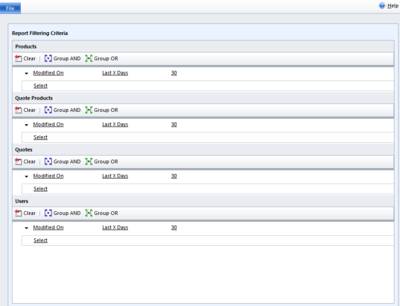 File
Help
Report Filtering Criteria
Products
Clear Group AND Group OR
Modified On Last X Days 30
Select
Quote Products
Clear Group AND Group OR
Modified On Last X Days 30
Select
Quotes
Clear Group AND Group OR
Modified On Last X Days 30
Select
Users
Clear Group AND Group OR
Modified On Last X Days 30
Select